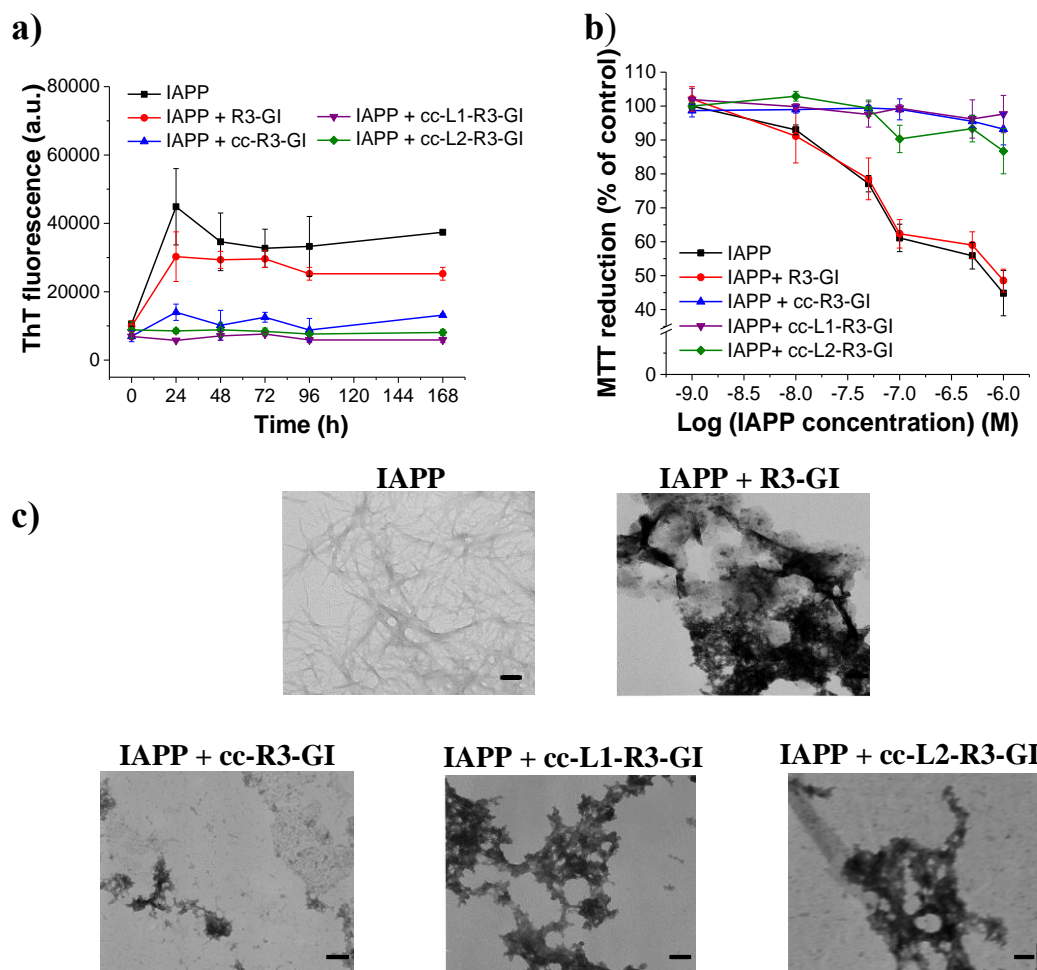 a)
80000
60000
40000
20000
0
ThT fluorescence (a.u.)
IAPP
IAPP + R3-GI
IAPP + cc-R3-GI
IAPP + cc-L1-R3-GI
IAPP + cc-L2-R3-GI
0 24 48 72 96 120 144 168
Time (h)
b)
110
100
90
80
70
60
50
40
10
0
MTT reduction (% of control)
IAPP
IAPP+ R3-GI
IAPP + cc-R3-GI
IAPP+ cc-L1-R3-GI
IAPP+ cc-L2-R3-GI
-9.0 -8.5 -8.0 -7.5 -7.0 -6.5 -6.0
Log (IAPP concentration) (M)
c)
IAPP
IAPP + R3-GI
IAPP + cc-R3-GI
IAPP + cc-L1-R3-GI
IAPP + cc-L2-R3-GI